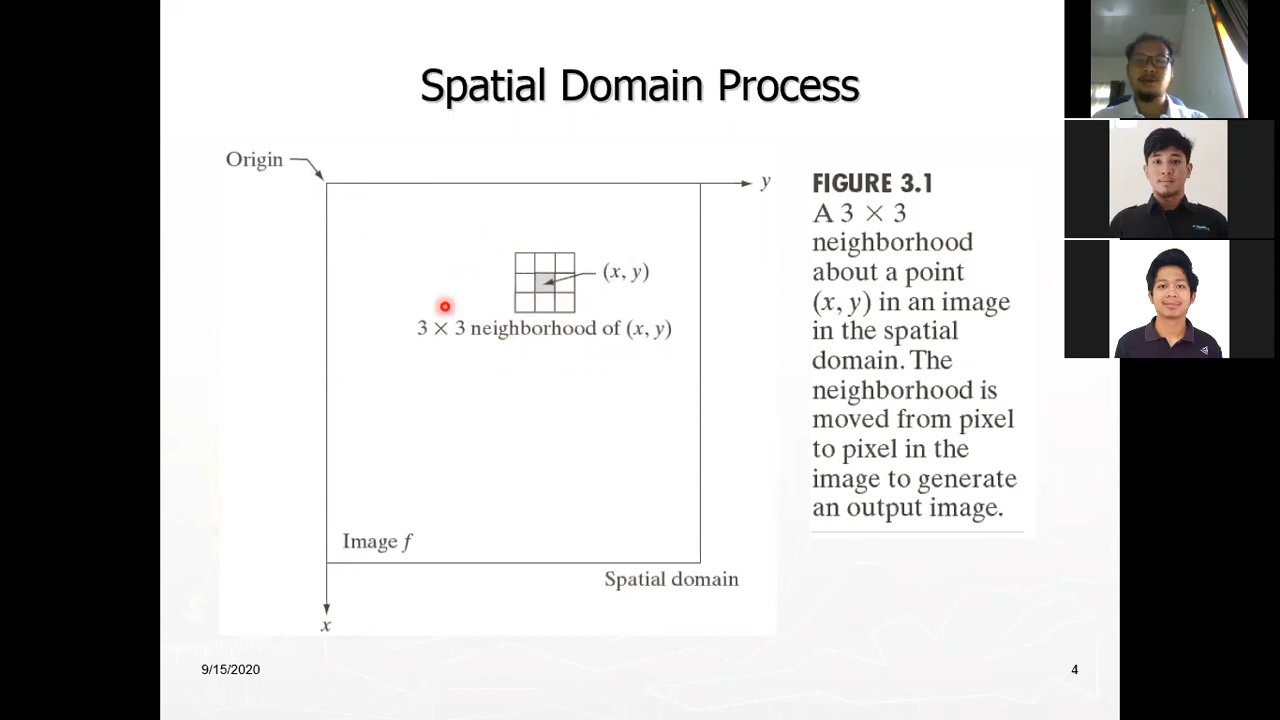 Spatial Domain Process
Origin
y
(x, y)
3 × 3 neighborhood of (x, y)
Image f
Spatial domain
x
FIGURE 3.1
A 3 × 3
neighborhood
about a point
(x, y) in an image
in the spatial
domain. The
neighborhood is
moved from pixel
to pixel in the
image to generate
an output image.
9/15/2020
4